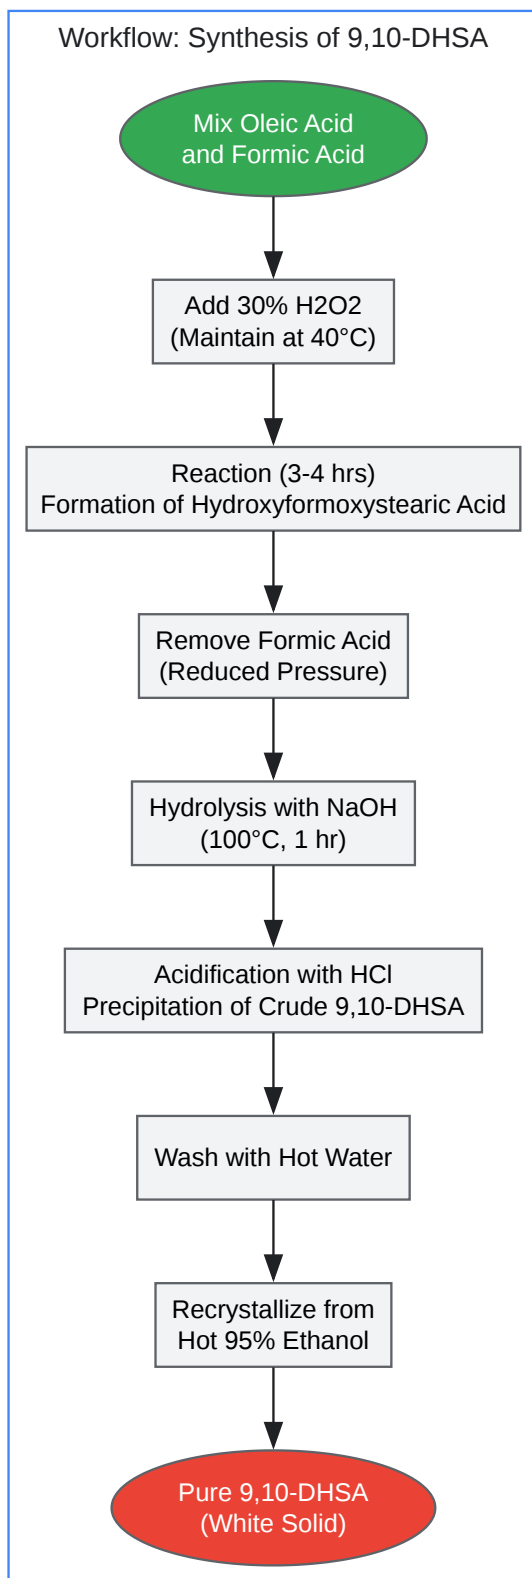 Workflow: Synthesis of 9,10-DHSA
Mix Oleic Acid
and Formic Acid
Add 30% H2O2
(Maintain at 40°C)
Reaction (3-4 hrs)
Formation of Hydroxyformoxystearic Acid
Remove Formic Acid
(Reduced Pressure)
Hydrolysis with NaOH
(100°C, 1 hr)
Acidification with HCl
Precipitation of Crude 9,10-DHSA
Wash with Hot Water
Recrystallize from
Hot 95% Ethanol
Pure 9,10-DHSA
(White Solid)